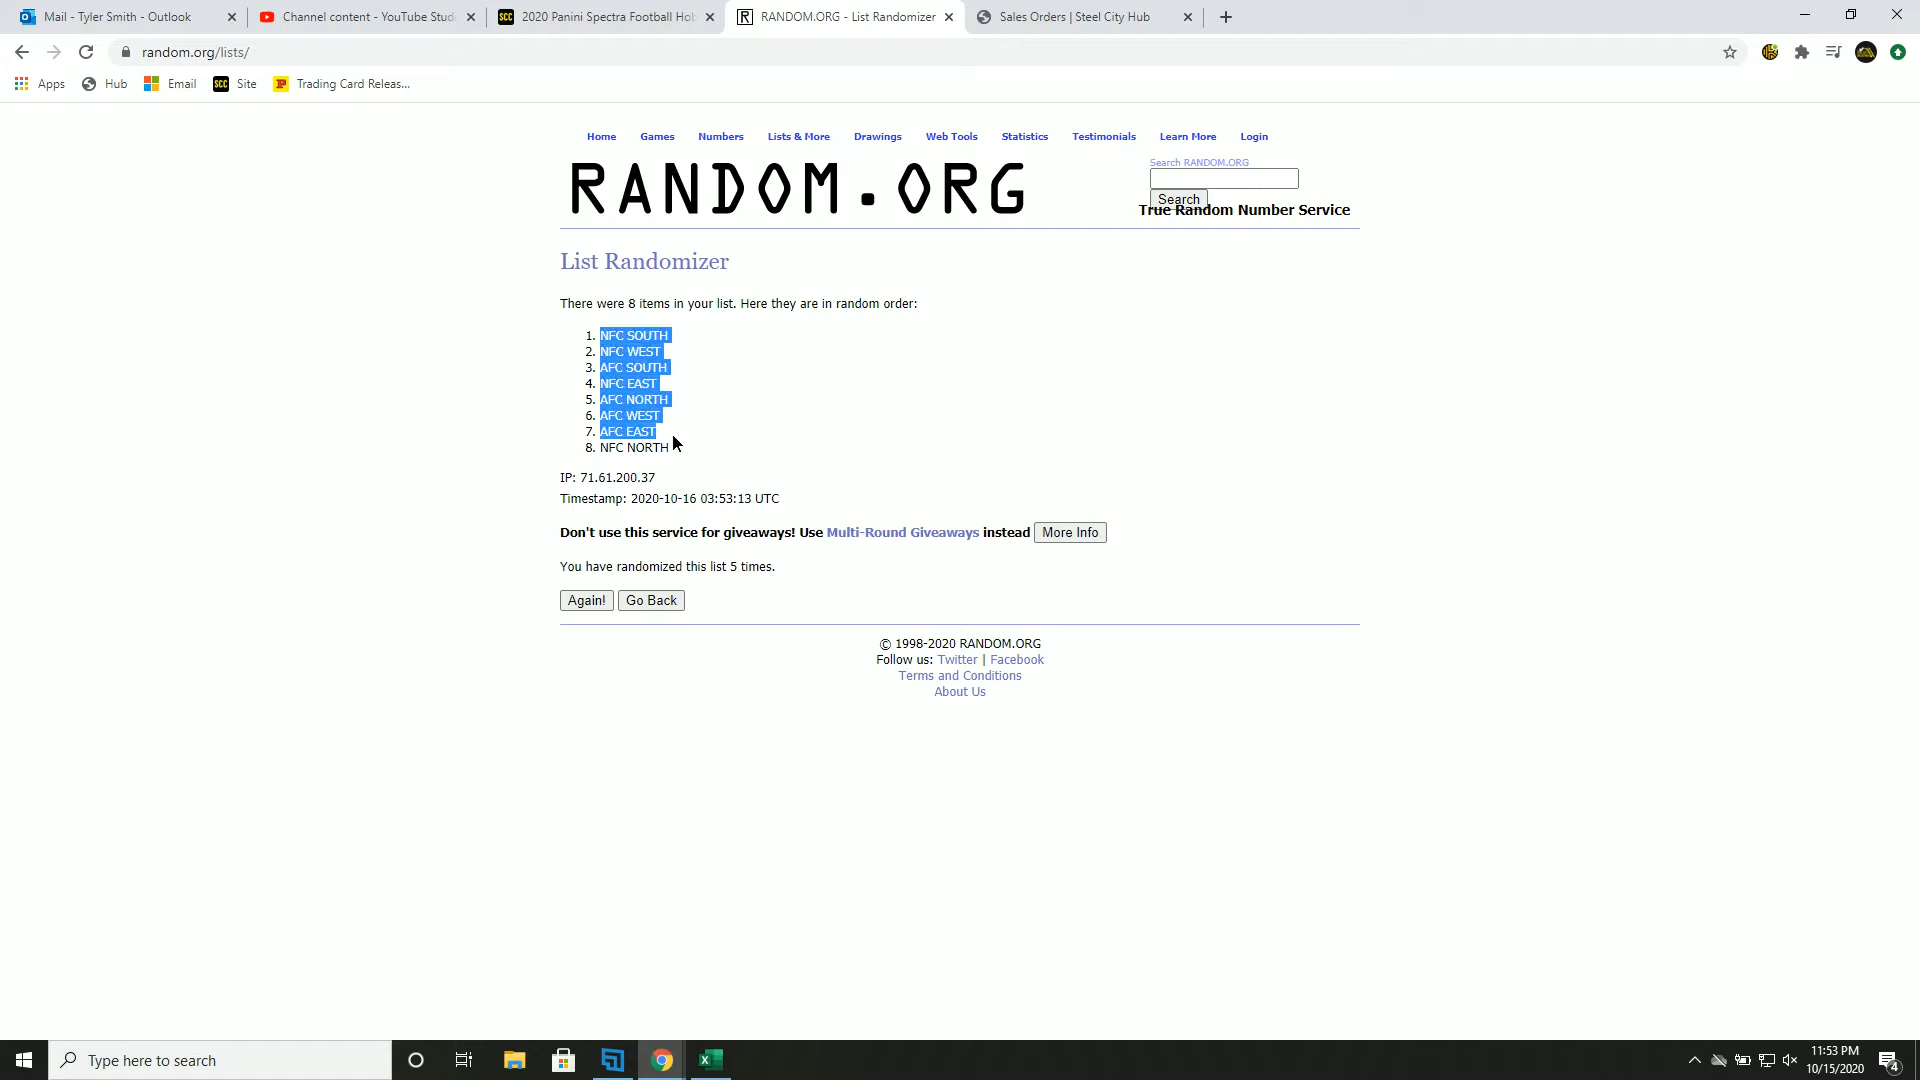 Mail - Tyler Smith - Outlook
Channel content - YouTube Studi
SCC 2020 Panini Spectra Football Hob
R RANDOM.ORG - List Randomizer
Sales Orders | Steel City Hub
random.org/lists/
Apps Hub Email SCC Site Trading Card Releas...
Home Games Numbers Lists & More Drawings Web Tools Statistics Testimonials Learn More Login
RANDOM.ORG
Search RANDOM.ORG
Search
True Random Number Service
List Randomizer
There were 8 items in your list. Here they are in random order:
1. NFC SOUTH
2. NFC WEST
3. AFC SOUTH
4. NFC EAST
5. AFC NORTH
6. AFC WEST
7. AFC EAST
8. NFC NORTH
IP: 71.61.200.37
Timestamp: 2020-10-16 03:53:13 UTC
Don't use this service for giveaways! Use Multi-Round Giveaways instead More Info
You have randomized this list 5 times.
Again! Go Back
© 1998-2020 RANDOM.ORG
Follow us: Twitter | Facebook
Terms and Conditions
About Us
Type here to search
11:53 PM
10/15/2020
4